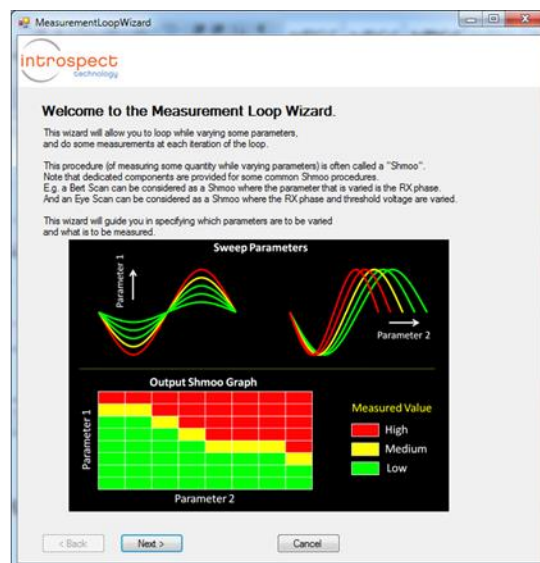 MeasurementLoopWizard
introspect
technology
Welcome to the Measurement Loop Wizard.
This wizard will allow you to loop while varying some parameters,
and do some measurements at each iteration of the loop.
This procedure (of measuring some quantity while varying parameters) is often called a "Shmoo".
Note that dedicated components are provided for some common Shmoo procedures.
E.g. a Bert Scan can be considered as a Shmoo where the parameter that is varied is the RX phase.
And an Eye Scan can be considered as a Shmoo where the RX phase and threshold voltage are varied.
This wizard will guide you in specifying which parameters are to be varied
and what is to be measured.
Sweep Parameters
Parameter 1
Parameter 2
Output Shmoo Graph
Parameter 1
Parameter 2
Measured Value
High
Medium
Low
< Back
Next >
Cancel